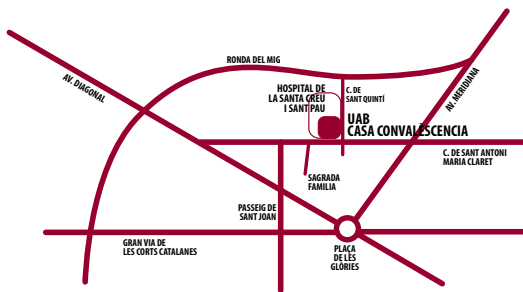 RONDA DEL MIG
AV. DIAGONAL
AV. MERIDIANA
HOSPITAL DE
LA SANTA CREU
I SANT PAU
C. DE
SANT QUINTÍ
UAB
CASA CONVALÈSCENCIA
C. DE SANT ANTONI
MARIA CLARET
SAGRADA
FAMILIA
PASSEIG DE
SANT JOAN
GRAN VIA DE
LES CORTS CATALANES
PLAÇA
DE LES
GLÒRIES